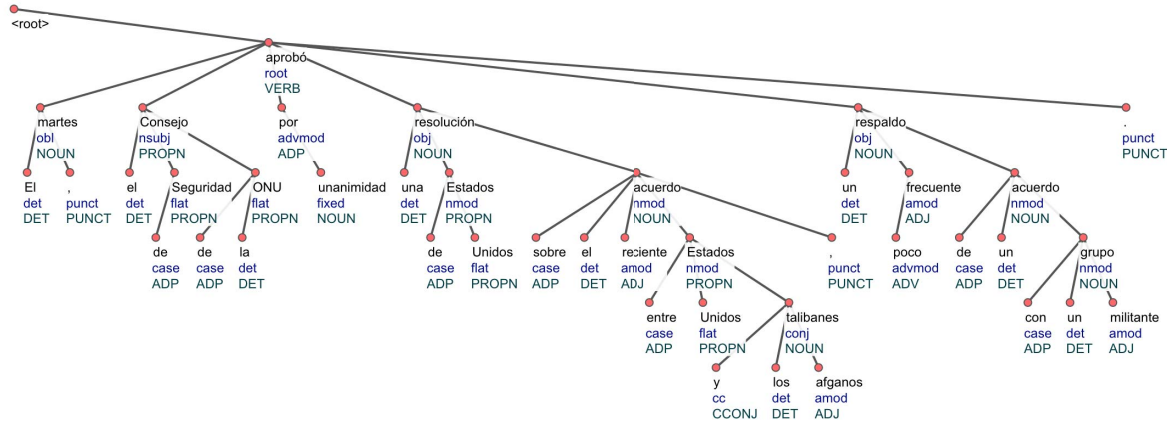 <root>
aprobó
root
VERB
martes Consejo por resolución respaldo .
obl nsubj advmod obj obj punct
NOUN PROPN ADP NOUN NOUN PUNCT
El , el Seguridad ONU unanimidad una Estados acuerdo un frecuente acuerdo
det punct det flat flat fixed det nmod nmod det amod nmod
DET PUNCT DET PROPN PROPN NOUN DET PROPN NOUN DET ADJ NOUN
de de la de Unidos sobre el reciente Estados , poco de un grupo
case case det case flat case det amod nmod punct advmod case det nmod
ADP ADP DET ADP PROPN ADP DET ADJ PROPN PUNCT ADV ADP DET NOUN
entre Unidos talibanes con un militante
case flat conj case det amod
ADP PROPN NOUN ADP DET ADJ
y los afganos
cc det amod
CCONJ DET ADJ